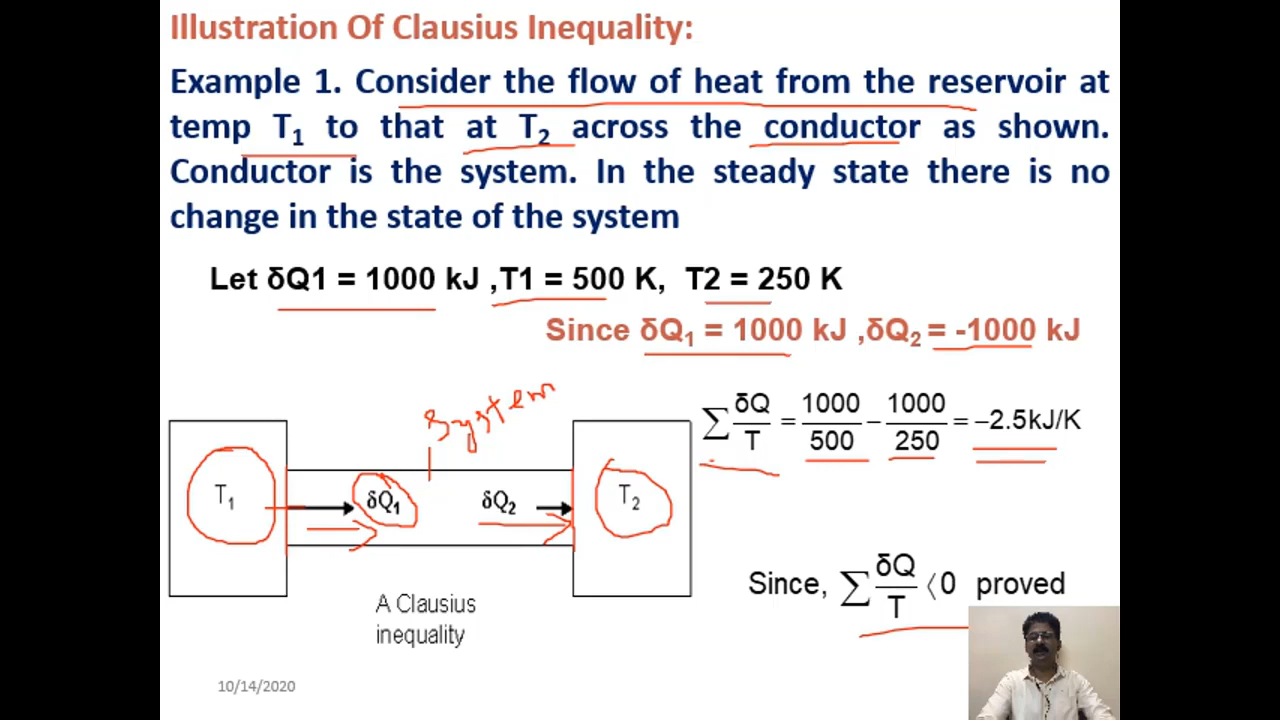 Illustration Of Clausius Inequality:
Example 1. Consider the flow of heat from the reservoir at
temp T₁ to that at T₂ across the conductor as shown.
Conductor is the system. In the steady state there is no
change in the state of the system
Let δQ1 = 1000 kJ ,T1 = 500 K, T2 = 250 K
Since δQ₁ = 1000 kJ ,δQ₂ = -1000 kJ
System
∑ δQ/T = 1000/500 − 1000/250 = −2.5kJ/K
T₁ δQ₁ δQ₂ T₂
Since, ∑ δQ/T ⟨0 proved
A Clausius
inequality
10/14/2020